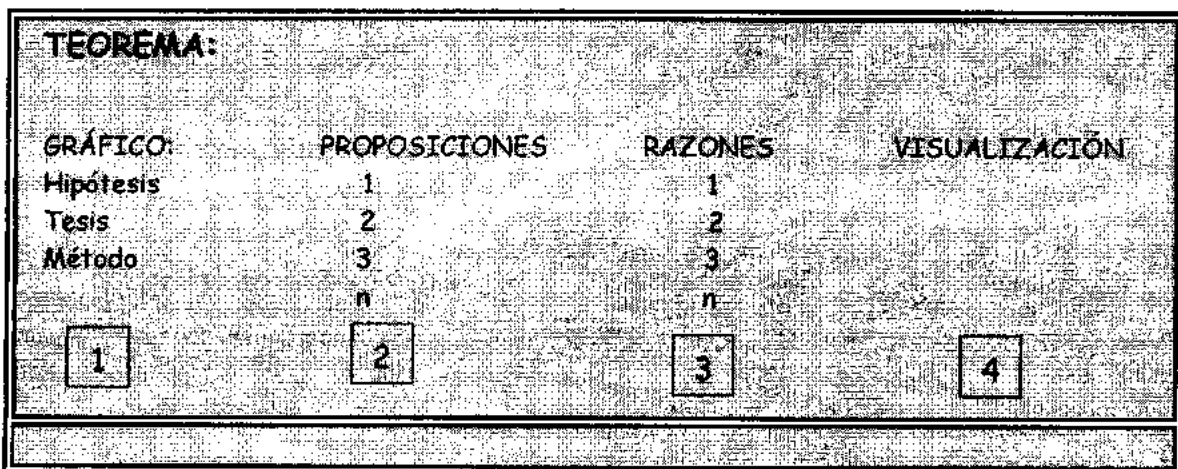 TEOREMA:
GRÁFICO: PROPOSICIONES RAZONES VISUALIZACIÓN
Hipótesis 1 1
Tesis 2 2
Método 3 3
n n
1 2 3 4